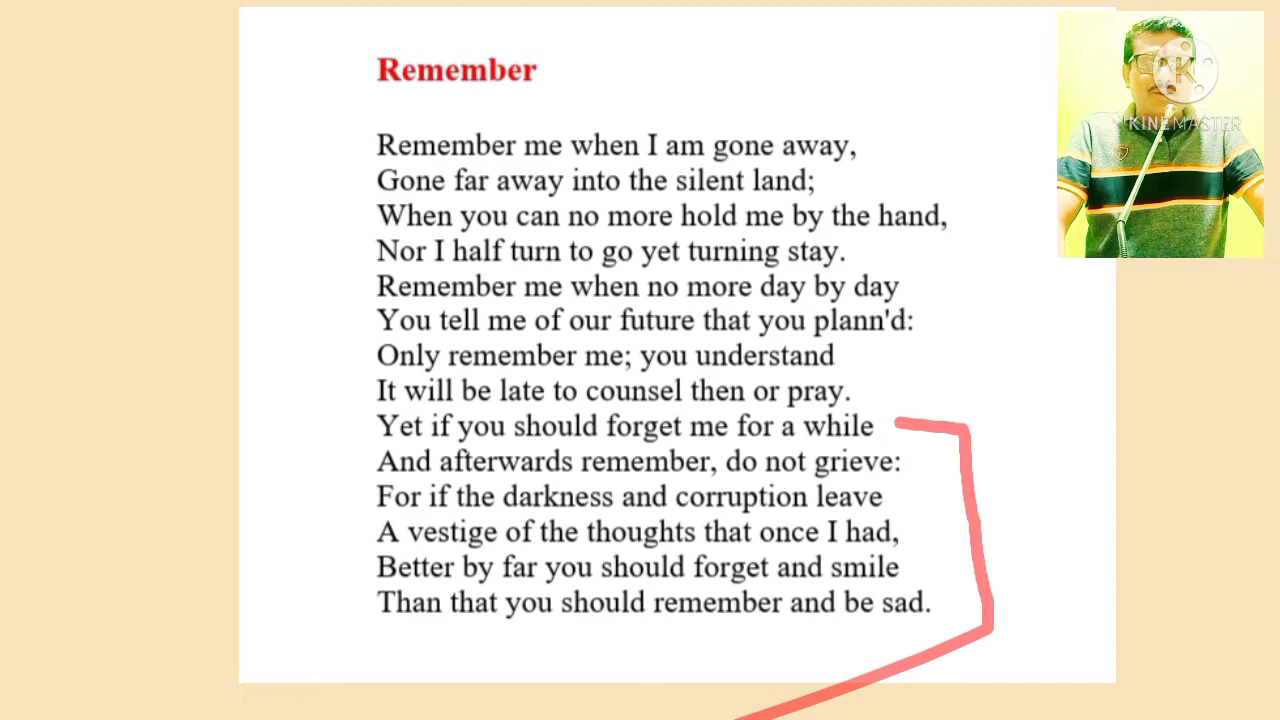 Remember
Remember me when I am gone away,
Gone far away into the silent land;
When you can no more hold me by the hand,
Nor I half turn to go yet turning stay.
Remember me when no more day by day
You tell me of our future that you plann'd:
Only remember me; you understand
It will be late to counsel then or pray.
Yet if you should forget me for a while
And afterwards remember, do not grieve:
For if the darkness and corruption leave
A vestige of the thoughts that once I had,
Better by far you should forget and smile
Than that you should remember and be sad.
K
KINEMASTER